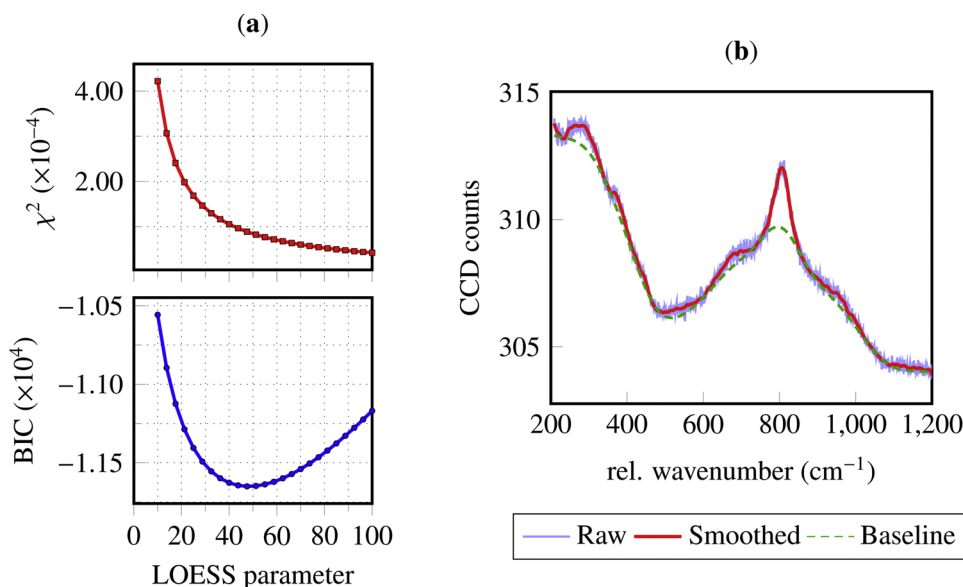 (a)
4.00
2.00
χ² (×10⁻⁴)
−1.05
−1.10
−1.15
BIC (×10⁴)
0 20 40 60 80 100
LOESS parameter
(b)
315
310
305
CCD counts
200 400 600 800 1,000 1,200
rel. wavenumber (cm⁻¹)
Raw Smoothed Baseline